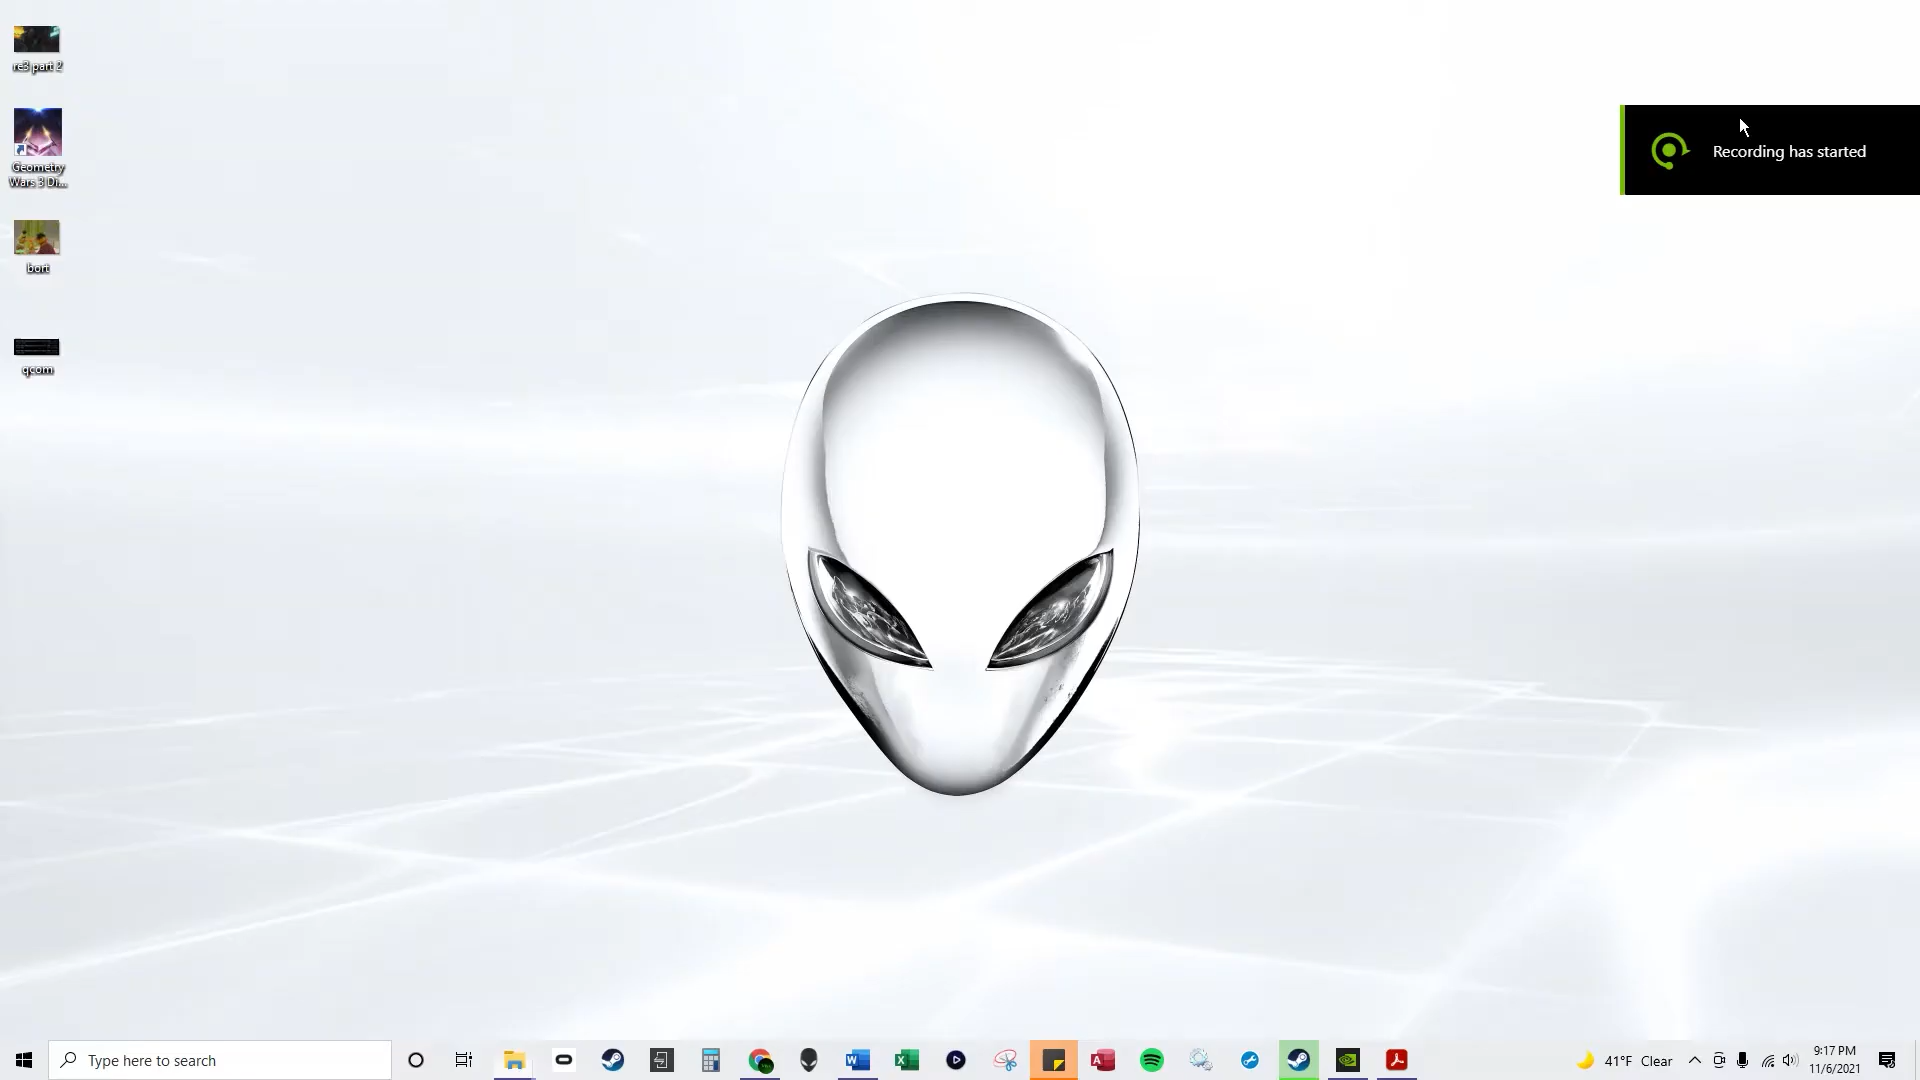 re3 part 2
Geometry
Wars 3 Di...
bort
qcom
Recording has started
Type here to search
41°F Clear
9:17 PM
11/6/2021